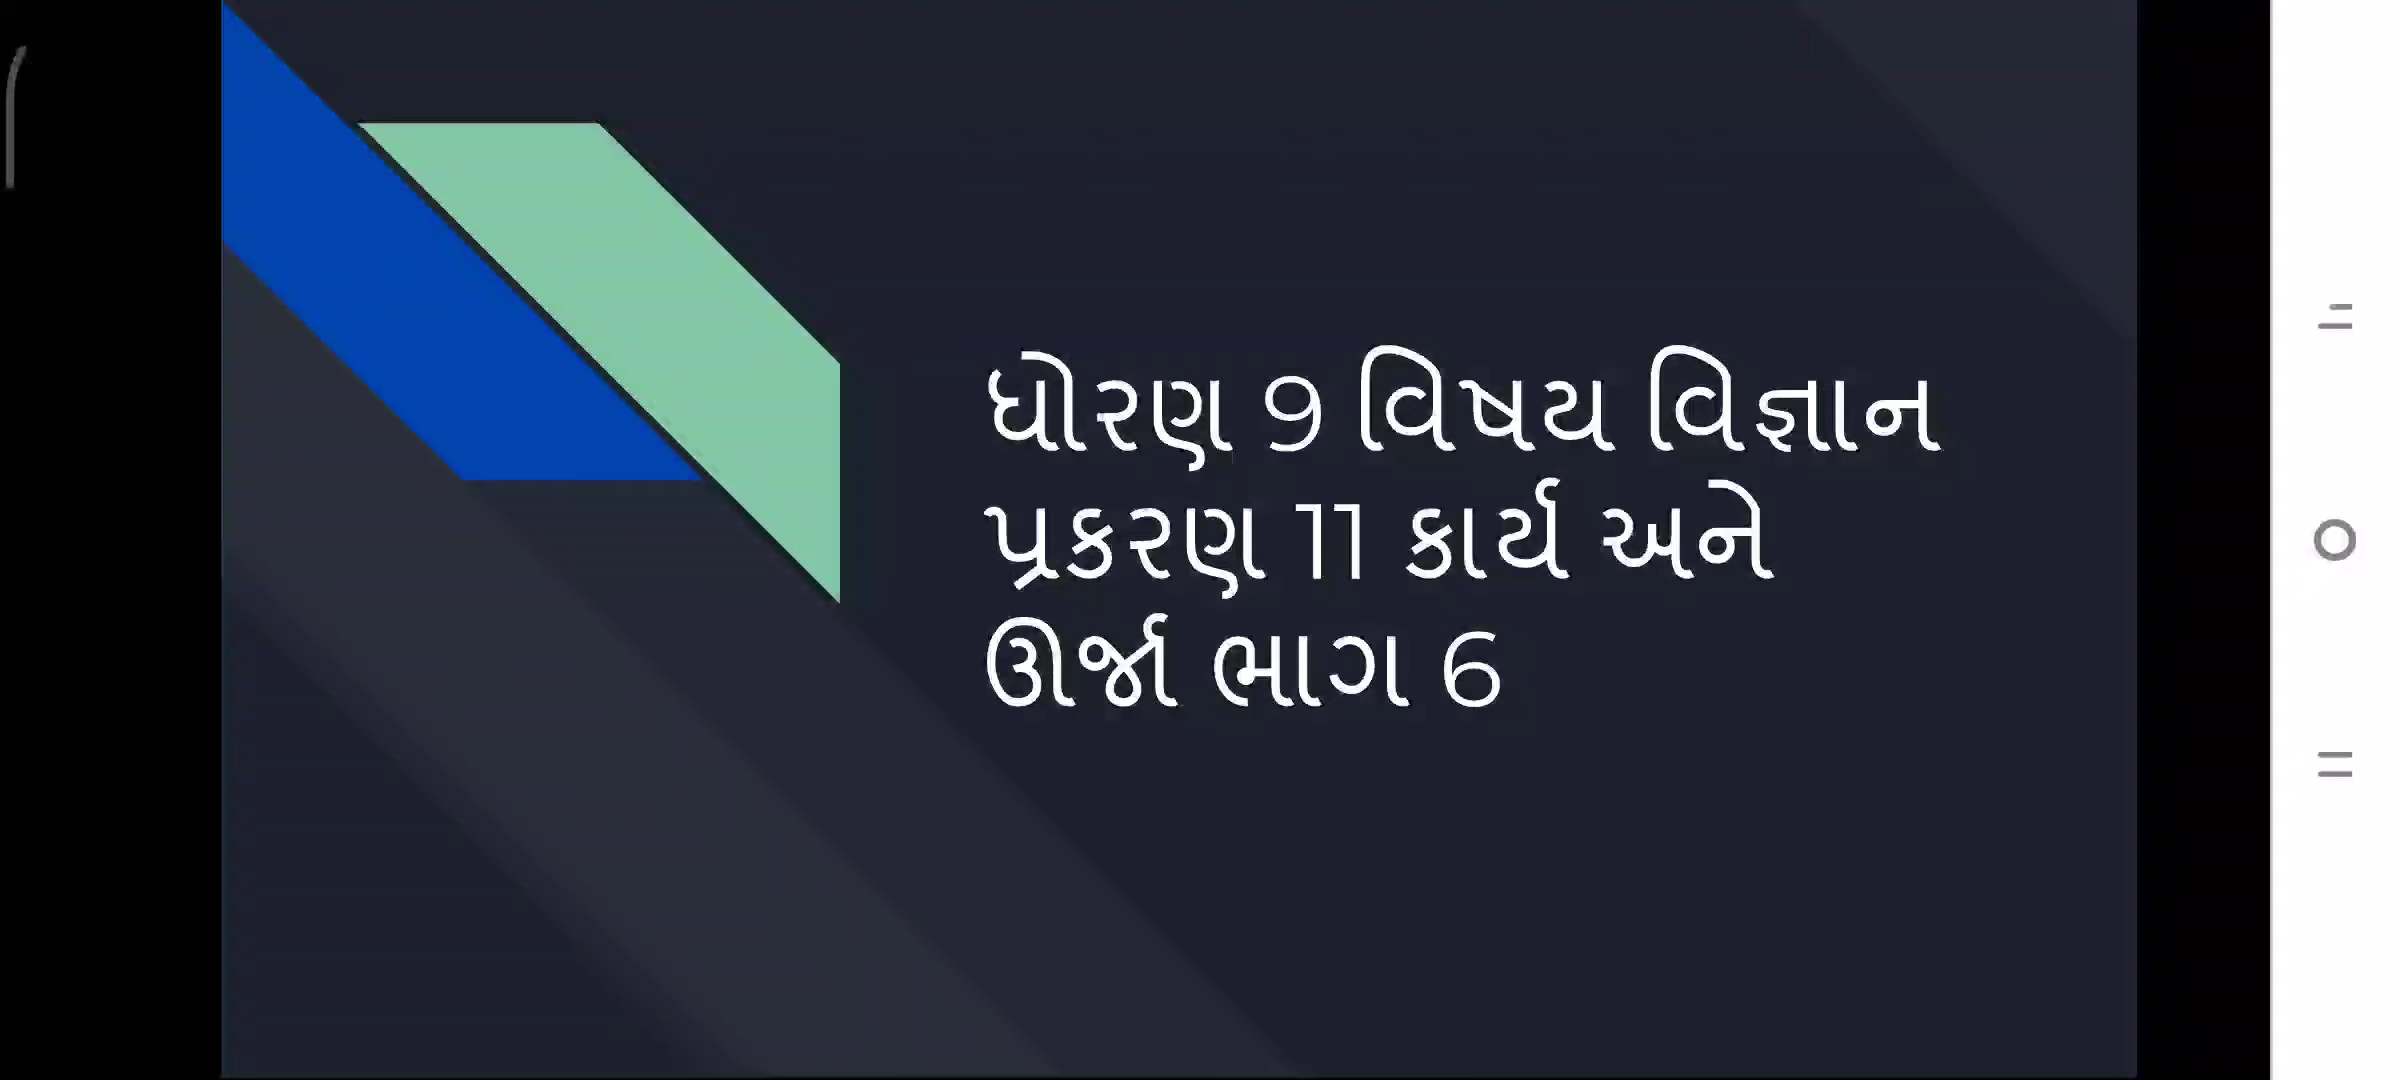 ધોરણ 9 વિષય વિજ્ઞાન
પ્રકરણ 11 કાર્ય અને
ઊર્જા ભાગ 6